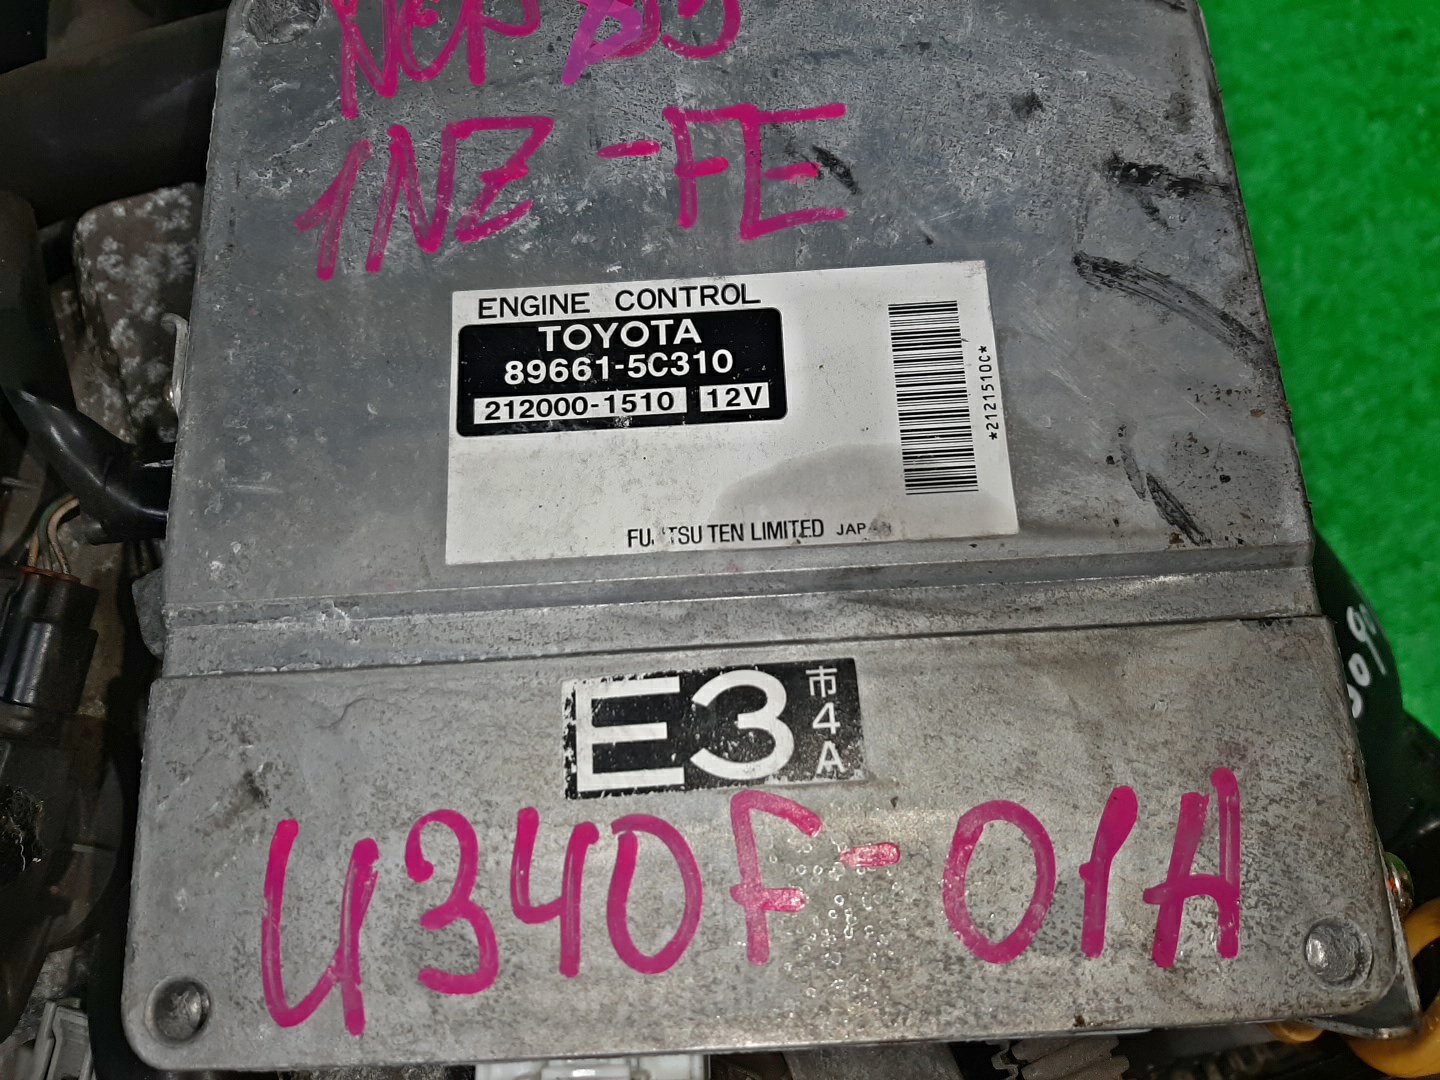 1NZ-FE
ENGINE CONTROL
TOYOTA
89661-5C310
212000-1510 12V
*2121510C*
FUJITSU TEN LIMITED JAPAN
E3 市4A
U340F-01A